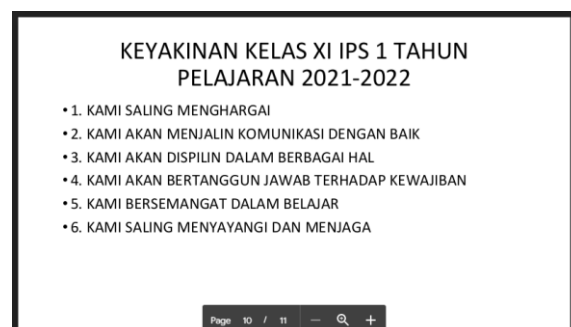 KEYAKINAN KELAS XI IPS 1 TAHUN
PELAJARAN 2021-2022
• 1. KAMI SALING MENGHARGAI
• 2. KAMI AKAN MENJALIN KOMUNIKASI DENGAN BAIK
• 3. KAMI AKAN DISPILIN DALAM BERBAGAI HAL
• 4. KAMI AKAN BERTANGGUN JAWAB TERHADAP KEWAJIBAN
• 5. KAMI BERSEMANGAT DALAM BELAJAR
• 6. KAMI SALING MENYAYANGI DAN MENJAGA
Page 10 / 11